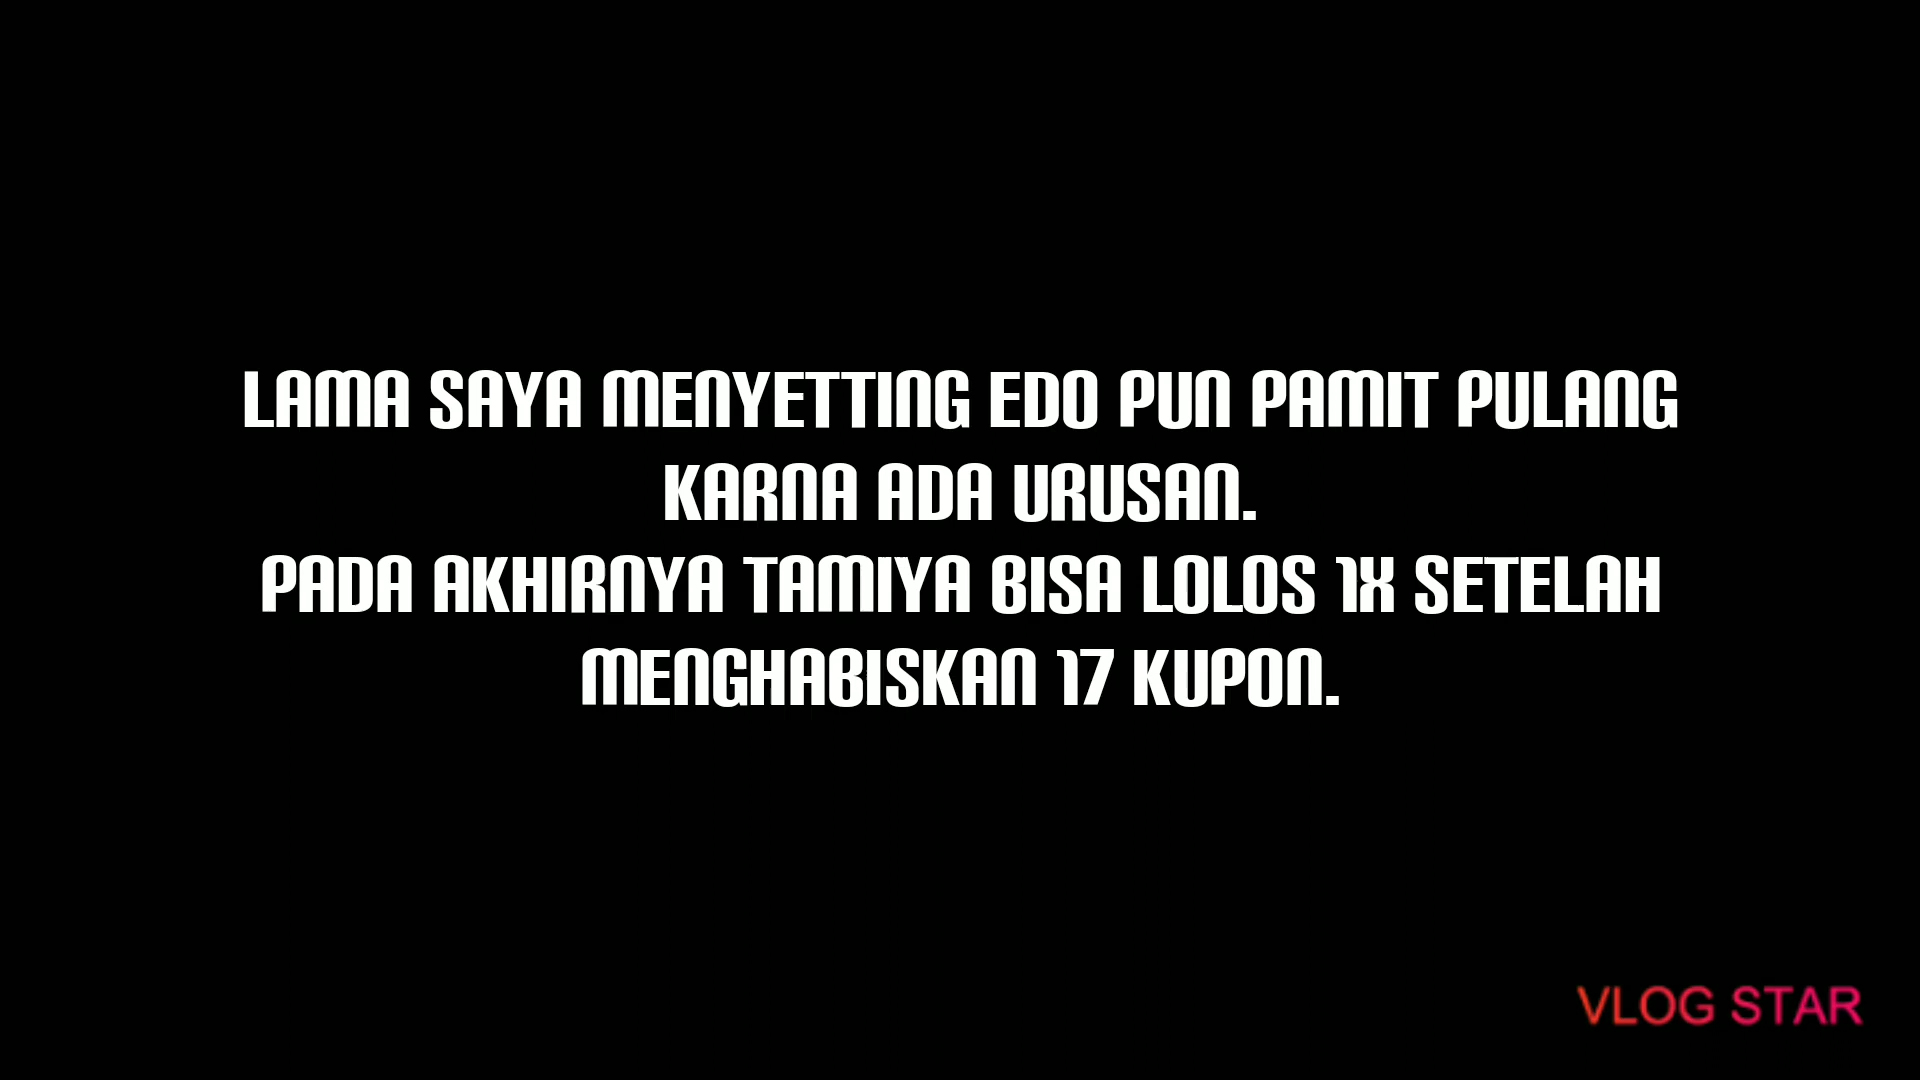 LAMA SAYA MENYETTING EDO PUN PAMIT PULANG
KARNA ADA URUSAN.
PADA AKHIRNYA TAMIYA BISA LOLOS 1X SETELAH
MENGHABISKAN 17 KUPON.
VLOG STAR